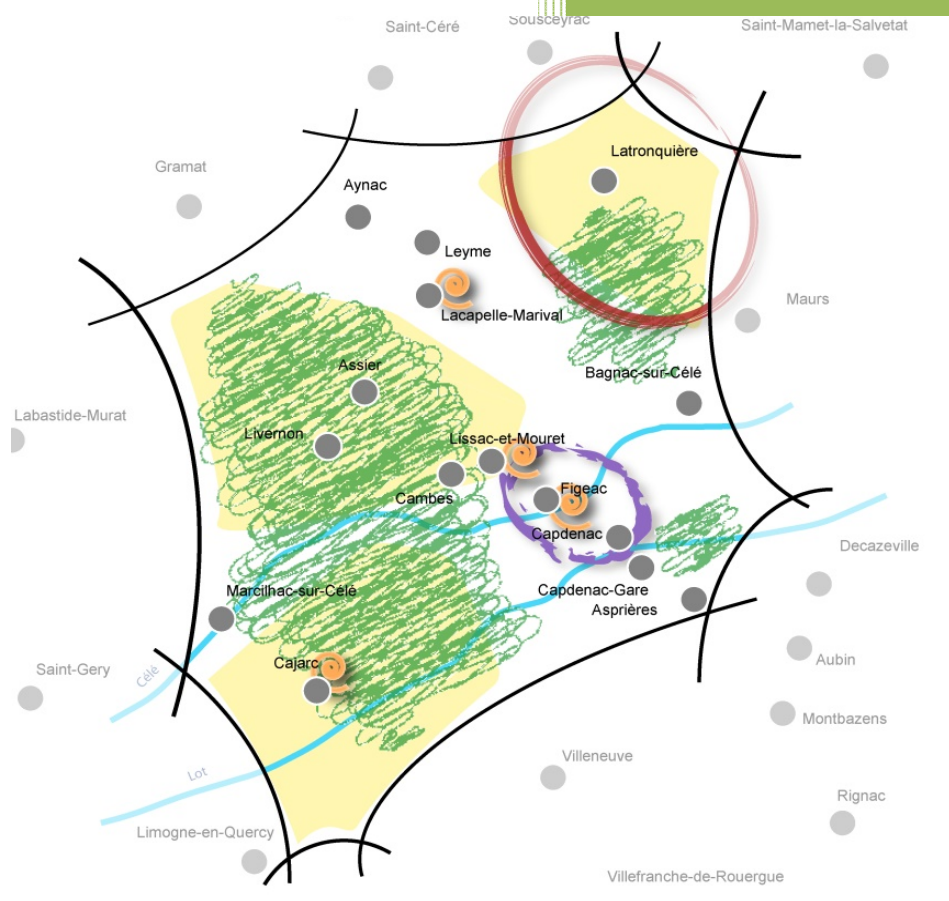 Saint-Céré
Sousceyrac
Saint-Mamet-la-Salvetat
Latronquière
Gramat
Aynac
Leyme
Maurs
Lacapelle-Marival
Assier
Bagnac-sur-Célé
Labastide-Murat
Livernon
Lissac-et-Mouret
Cambes
Figeac
Capdenac
Decazeville
Marcilhac-sur-Célé
Capdenac-Gare
Asprières
Cajarc
Saint-Gery
Célé
Aubin
Montbazens
Lot
Villeneuve
Rignac
Limogne-en-Quercy
Villefranche-de-Rouergue